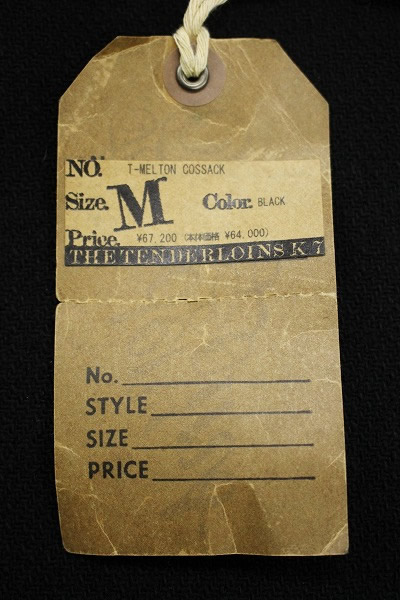 NO. T-MELTON COSSACK
Size. M Color. BLACK
Price. ¥67,200 (本体価格 ¥64,000)
THE TENDERLOINS K 7
No.
STYLE
SIZE
PRICE